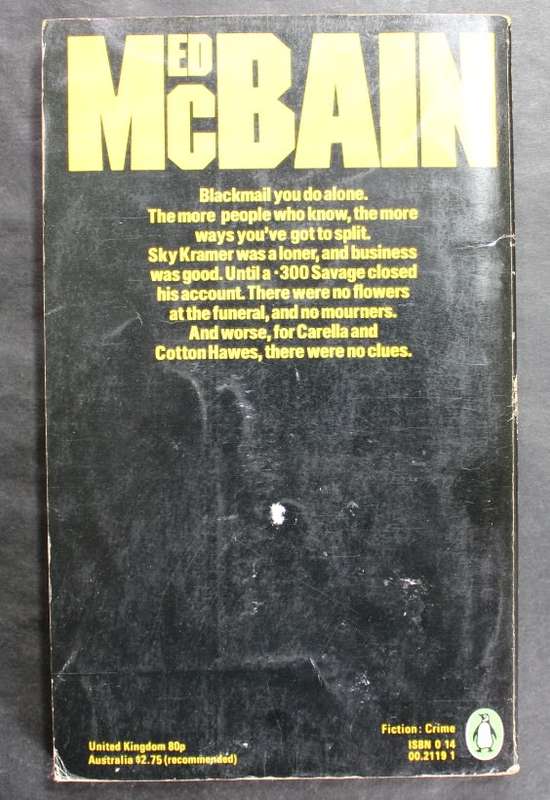 ED McBAIN
Blackmail you do alone.
The more people who know, the more
ways you've got to split.
Sky Kramer was a loner, and business
was good. Until a ·300 Savage closed
his account. There were no flowers
at the funeral, and no mourners.
And worse, for Carella and
Cotton Hawes, there were no clues.
Fiction: Crime
United Kingdom 80p
Australia $2.75 (recommended)
ISBN 0 14
00.2119 1